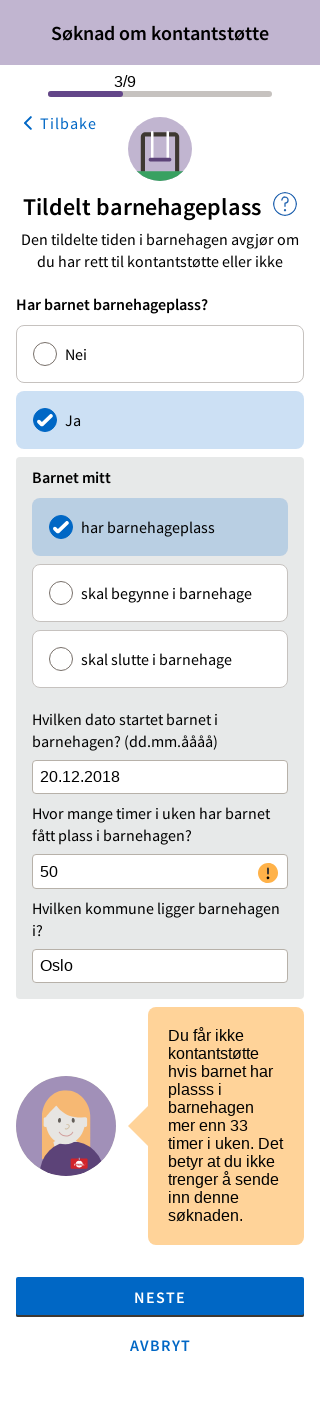 Søknad om kontantstøtte
3/9
Tilbake
Tildelt barnehageplass
Den tildelte tiden i barnehagen avgjør om
du har rett til kontantstøtte eller ikke
Har barnet barnehageplass?
Nei
Ja
Barnet mitt
har barnehageplass
skal begynne i barnehage
skal slutte i barnehage
Hvilken dato startet barnet i
barnehagen? (dd.mm.åååå)
20.12.2018
Hvor mange timer i uken har barnet
fått plass i barnehagen?
50
Hvilken kommune ligger barnehagen
i?
Oslo
Du får ikke
kontantstøtte
hvis barnet har
plasss i
barnehagen
mer enn 33
timer i uken. Det
betyr at du ikke
trenger å sende
inn denne
søknaden.
NESTE
AVBRYT